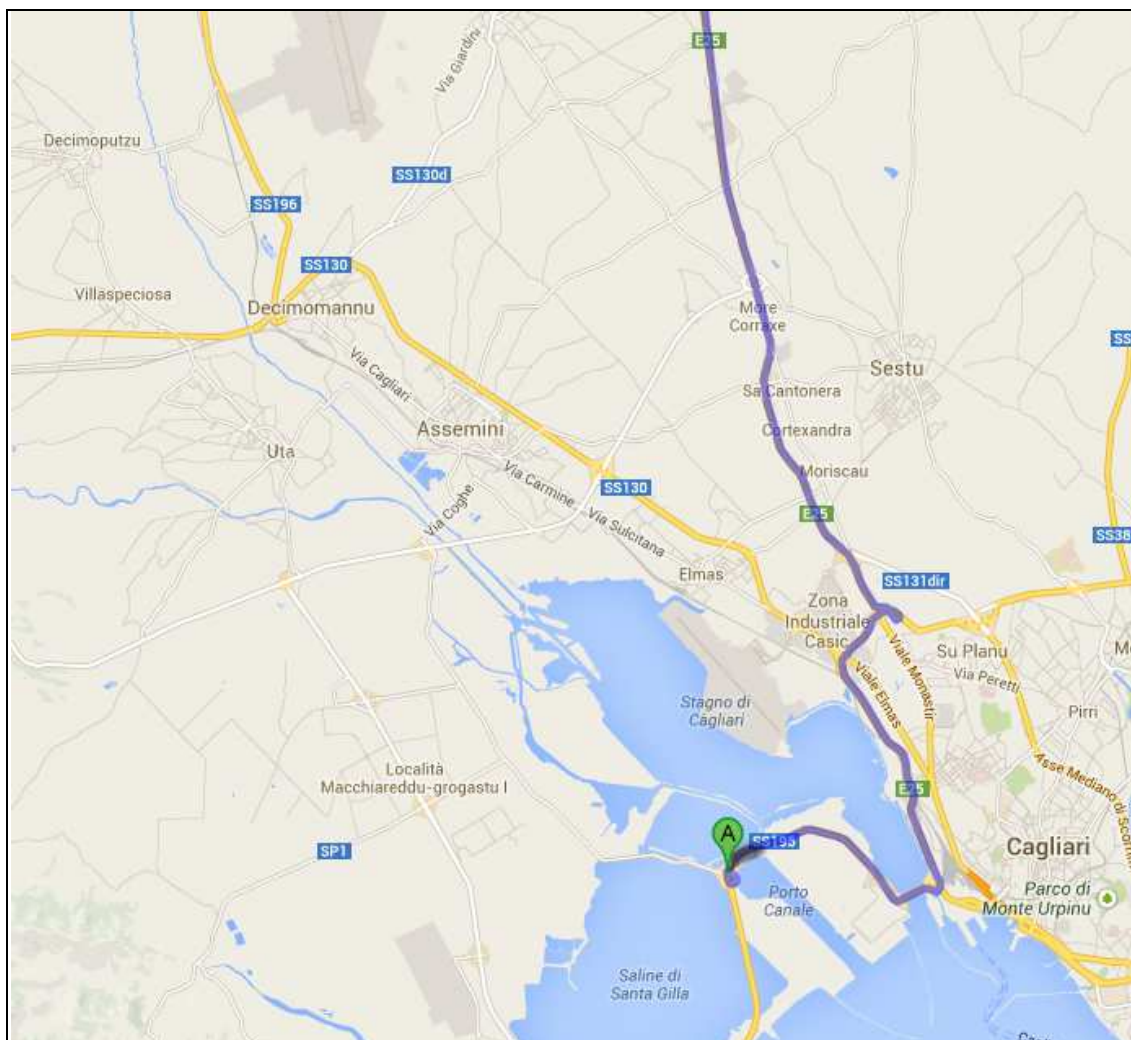 E25
Via Giardini
Decimoputzu
SS130d
SS196
SS130
Villaspeciosa
Decimomannu
More
Corraxe
SS
Via Cagliari
Sestu
Sa Cantonera
Assemini
Cortexandra
Uta
Moriscau
Via Carmine
SS130
E25
Via Coghe
Via Sulcitana
SS38
Elmas
SS131dir
Zona
Industriale
Casic
Su Planu
Via Peretti
Viale Monastir
Viale Elmas
Stagno di
Cagliari
Pirri
Località
Macchiareddu-grogastu I
E25
Asse Mediano di Scorrim
A
SS195
SP1
Cagliari
Porto
Canale
Parco di
Monte Urpinu
Saline di
Santa Gilla